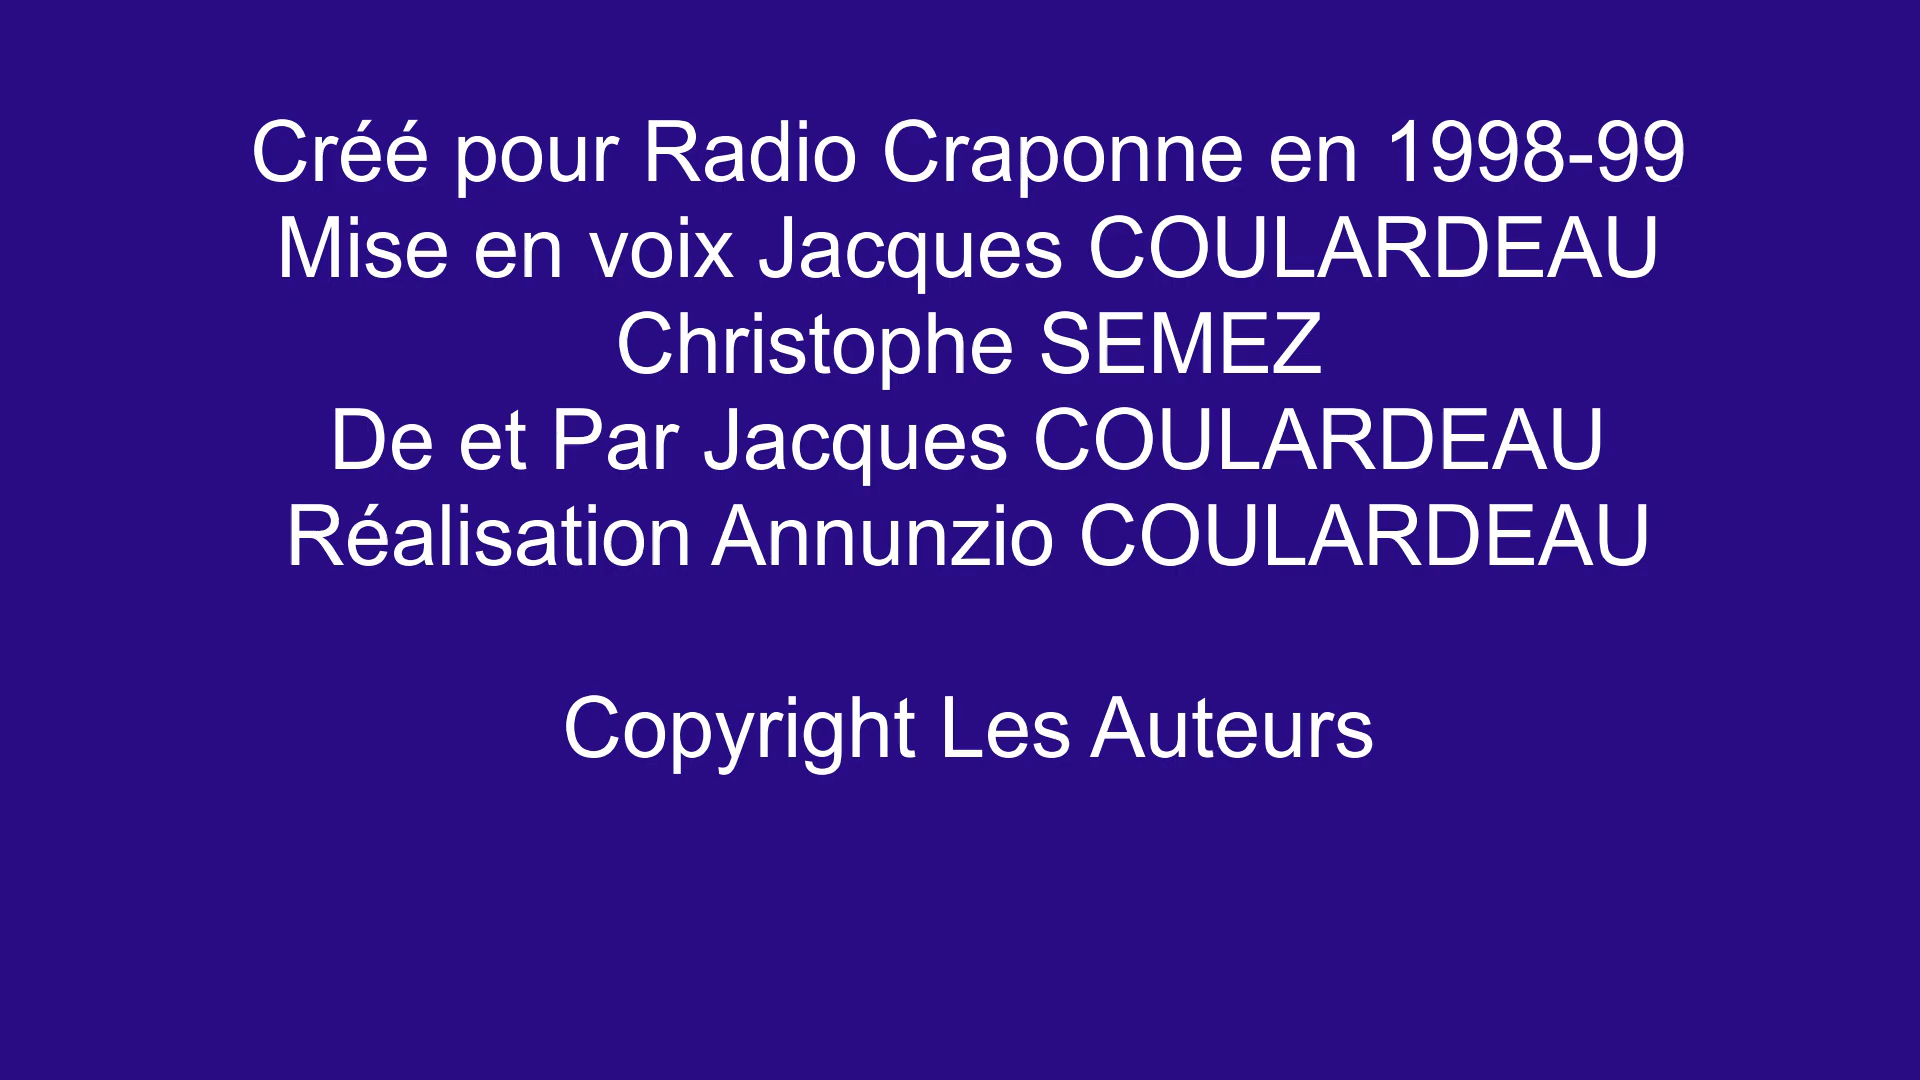 Créé pour Radio Craponne en 1998-99
Mise en voix Jacques COULARDEAU
Christophe SEMEZ
De et Par Jacques COULARDEAU
Réalisation Annunzio COULARDEAU
Copyright Les Auteurs